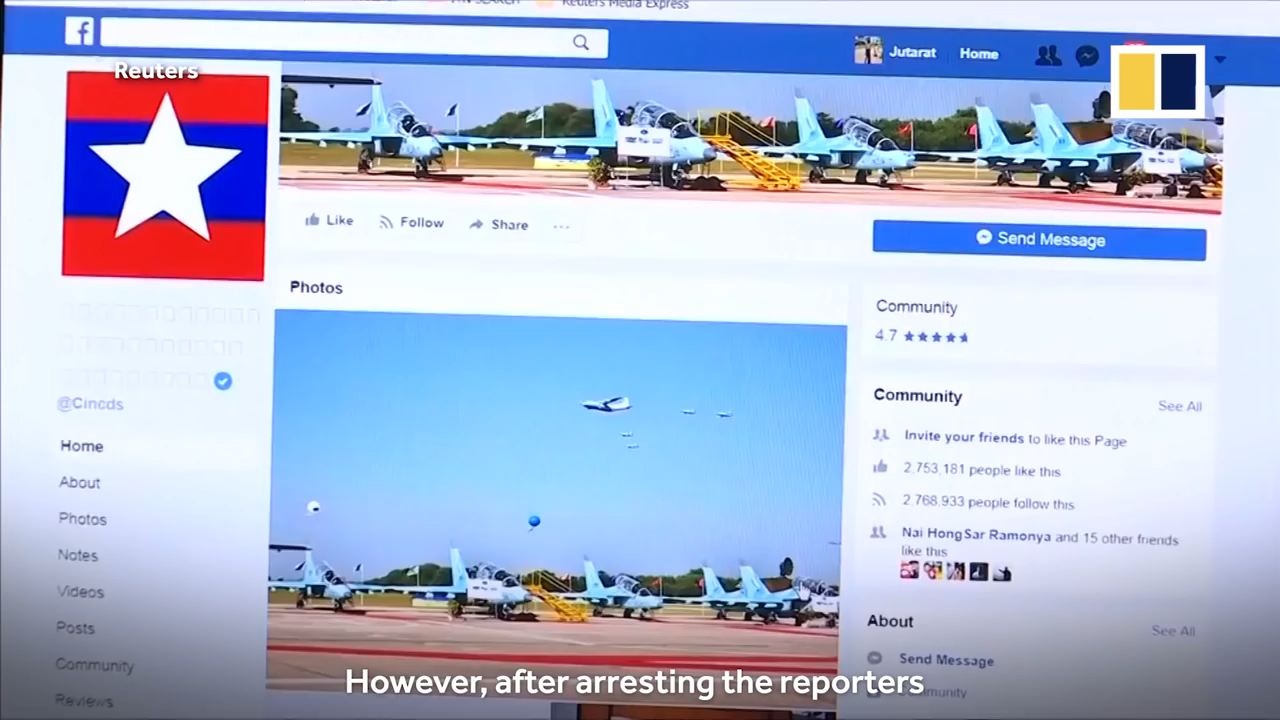 Reuters Media Express
Jutarat
Home
Reuters
Like
Follow
Share
Send Message
Photos
Community
4.7
@Cincds
Community
See All
Home
Invite your friends to like this Page
About
2,753,181 people like this
Photos
2,768,933 people follow this
Notes
Nai HongSar Ramonya and 15 other friends
like this
Videos
Posts
About
See All
Community
Send Message
However, after arresting the reporters
Community
Reviews